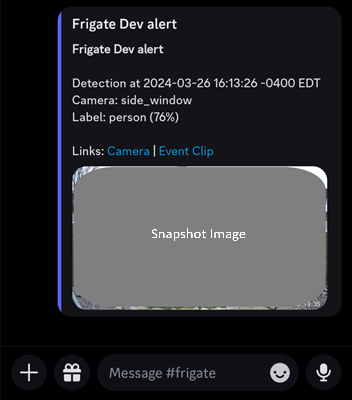 Frigate Dev alert
Frigate Dev alert
Detection at 2024-03-26 16:13:26 -0400 EDT
Camera: side_window
Label: person (76%)
Links: Camera | Event Clip
Snapshot Image
Message #frigate